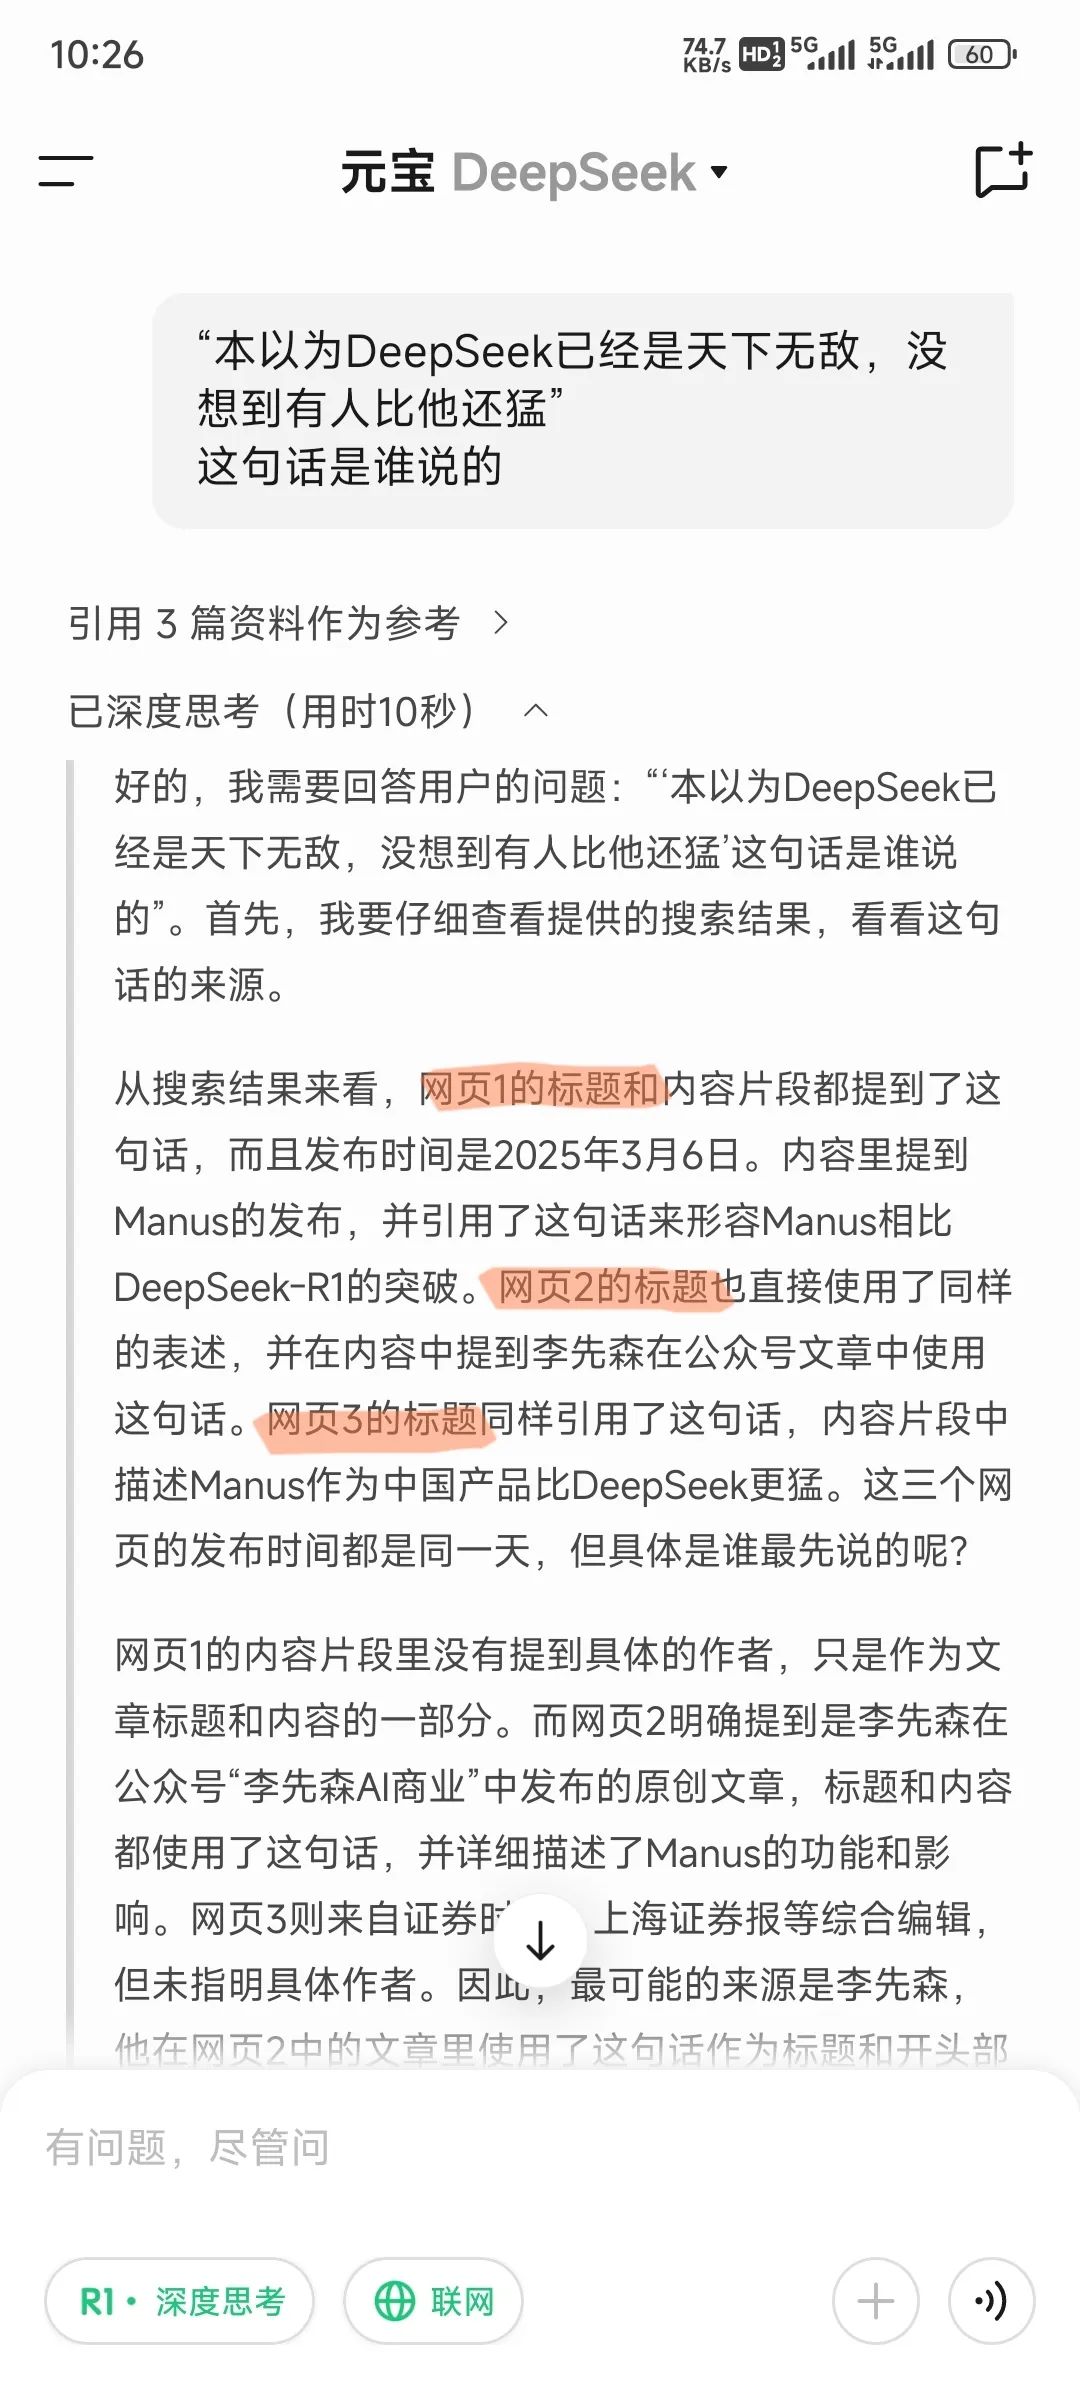 10:26
74.7 KB/s HD 1 2 5G 5G 60
元宝 DeepSeek
“本以为DeepSeek已经是天下无敌，没
想到有人比他还猛”
这句话是谁说的
引用 3 篇资料作为参考
已深度思考（用时10秒）
好的，我需要回答用户的问题：“‘本以为DeepSeek已
经是天下无敌，没想到有人比他还猛’这句话是谁说
的”。首先，我要仔细查看提供的搜索结果，看看这句
话的来源。
从搜索结果来看，网页1的标题和内容片段都提到了这
句话，而且发布时间是2025年3月6日。内容里提到
Manus的发布，并引用了这句话来形容Manus相比
DeepSeek-R1的突破。网页2的标题也直接使用了同样
的表述，并在内容中提到李先森在公众号文章中使用
这句话。网页3的标题同样引用了这句话，内容片段中
描述Manus作为中国产品比DeepSeek更猛。这三个网
页的发布时间都是同一天，但具体是谁最先说的呢？
网页1的内容片段里没有提到具体的作者，只是作为文
章标题和内容的一部分。而网页2明确提到是李先森在
公众号“李先森AI商业”中发布的原创文章，标题和内容
都使用了这句话，并详细描述了Manus的功能和影
响。网页3则来自证券时 上海证券报等综合编辑，
但未指明具体作者。因此，最可能的来源是李先森，
他在网页2中的文章里使用了这句话作为标题和开头部
有问题，尽管问
R1 · 深度思考 联网